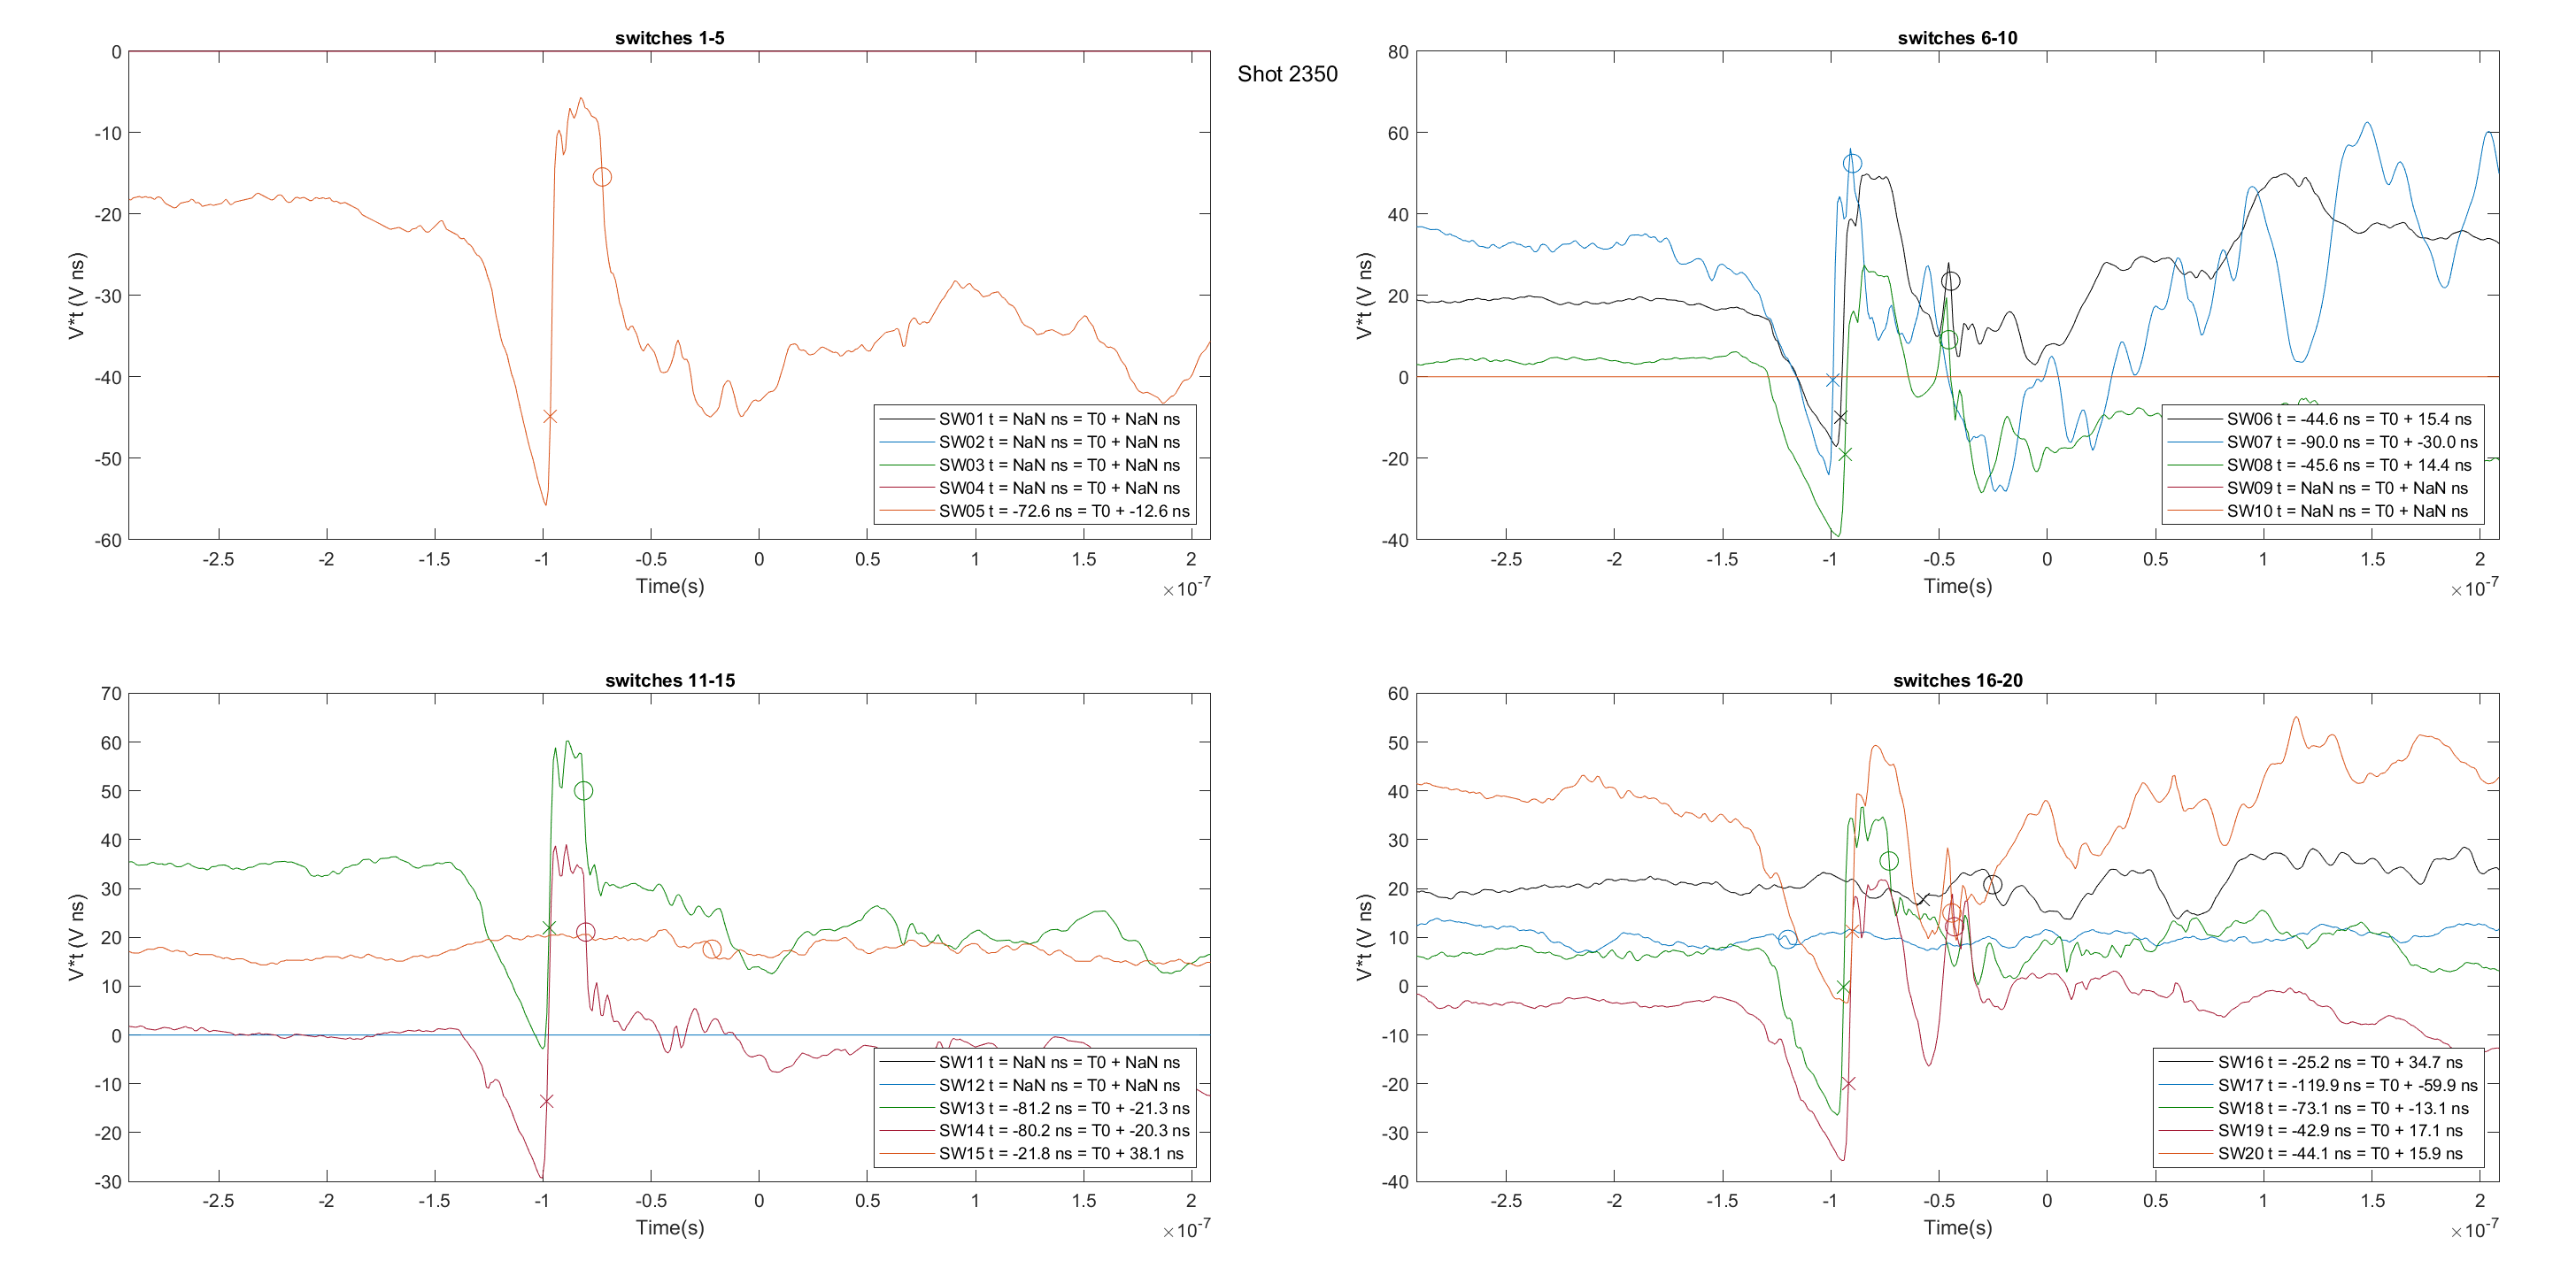 Shot 2350
switches 1-5
0
-10
-20
-30
-40
-50
-60
V*t (V ns)
-2.5 -2 -1.5 -1 -0.5 0 0.5 1 1.5 2
Time(s)
×10-7
SW01 t = NaN ns = T0 + NaN ns
SW02 t = NaN ns = T0 + NaN ns
SW03 t = NaN ns = T0 + NaN ns
SW04 t = NaN ns = T0 + NaN ns
SW05 t = -72.6 ns = T0 + -12.6 ns
switches 6-10
80
60
40
20
0
-20
-40
V*t (V ns)
-2.5 -2 -1.5 -1 -0.5 0 0.5 1 1.5 2
Time(s)
×10-7
SW06 t = -44.6 ns = T0 + 15.4 ns
SW07 t = -90.0 ns = T0 + -30.0 ns
SW08 t = -45.6 ns = T0 + 14.4 ns
SW09 t = NaN ns = T0 + NaN ns
SW10 t = NaN ns = T0 + NaN ns
switches 11-15
70
60
50
40
30
20
10
0
-10
-20
-30
V*t (V ns)
-2.5 -2 -1.5 -1 -0.5 0 0.5 1 1.5 2
Time(s)
×10-7
SW11 t = NaN ns = T0 + NaN ns
SW12 t = NaN ns = T0 + NaN ns
SW13 t = -81.2 ns = T0 + -21.3 ns
SW14 t = -80.2 ns = T0 + -20.3 ns
SW15 t = -21.8 ns = T0 + 38.1 ns
switches 16-20
60
50
40
30
20
10
0
-10
-20
-30
-40
V*t (V ns)
-2.5 -2 -1.5 -1 -0.5 0 0.5 1 1.5 2
Time(s)
×10-7
SW16 t = -25.2 ns = T0 + 34.7 ns
SW17 t = -119.9 ns = T0 + -59.9 ns
SW18 t = -73.1 ns = T0 + -13.1 ns
SW19 t = -42.9 ns = T0 + 17.1 ns
SW20 t = -44.1 ns = T0 + 15.9 ns